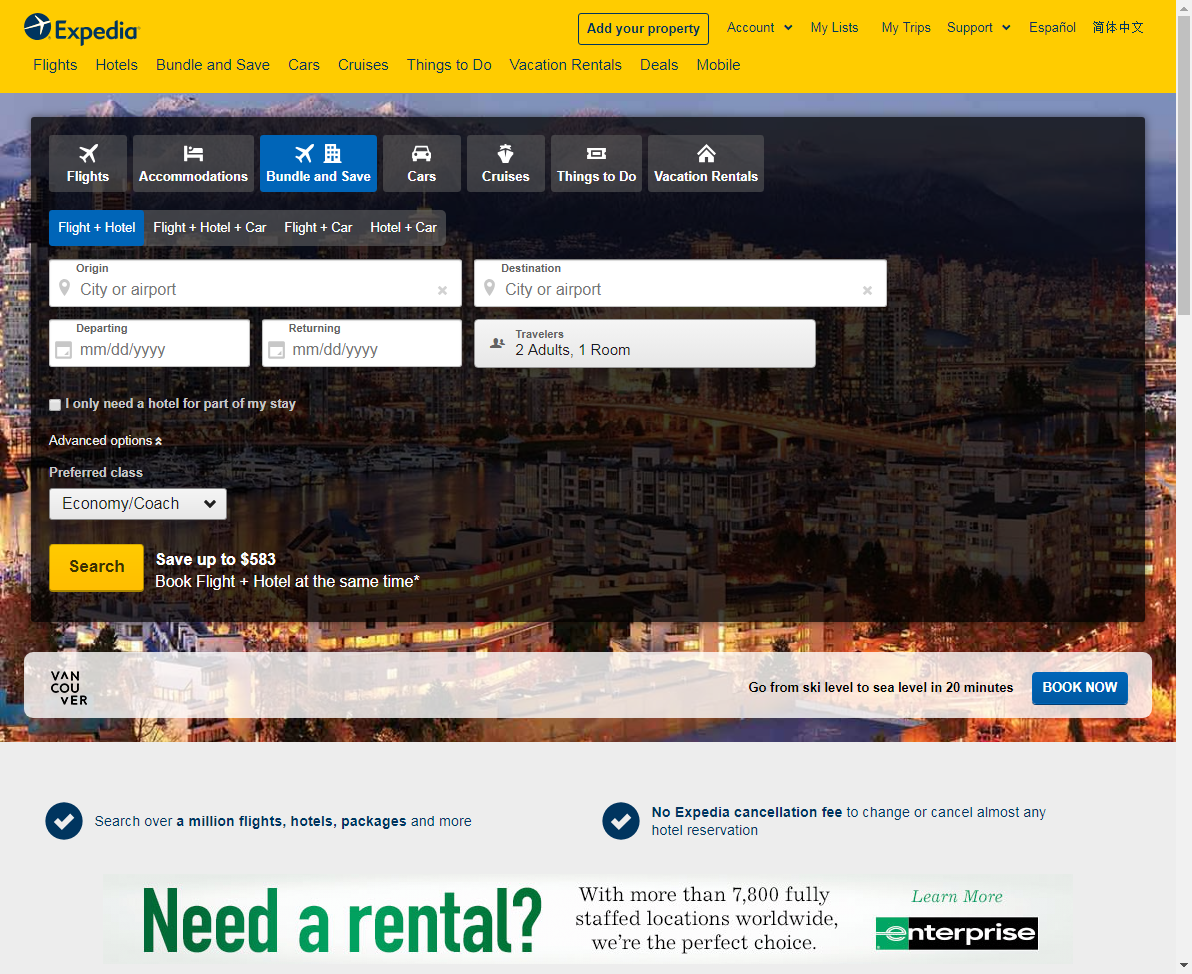 Expedia
Add your property
Account
My Lists
My Trips
Support
Español
简体中文
Flights
Hotels
Bundle and Save
Cars
Cruises
Things to Do
Vacation Rentals
Deals
Mobile
Flights
Accommodations
Bundle and Save
Cars
Cruises
Things to Do
Vacation Rentals
Flight + Hotel
Flight + Hotel + Car
Flight + Car
Hotel + Car
Origin
City or airport
Destination
City or airport
Departing
mm/dd/yyyy
Returning
mm/dd/yyyy
Travelers
2 Adults, 1 Room
I only need a hotel for part of my stay
Advanced options
Preferred class
Economy/Coach
Search
Save up to $583
Book Flight + Hotel at the same time*
VAN
COU
VER
Go from ski level to sea level in 20 minutes
BOOK NOW
Search over a million flights, hotels, packages and more
No Expedia cancellation fee to change or cancel almost any
hotel reservation
Need a rental?
With more than 7,800 fully
staffed locations worldwide,
we're the perfect choice.
Learn More
enterprise